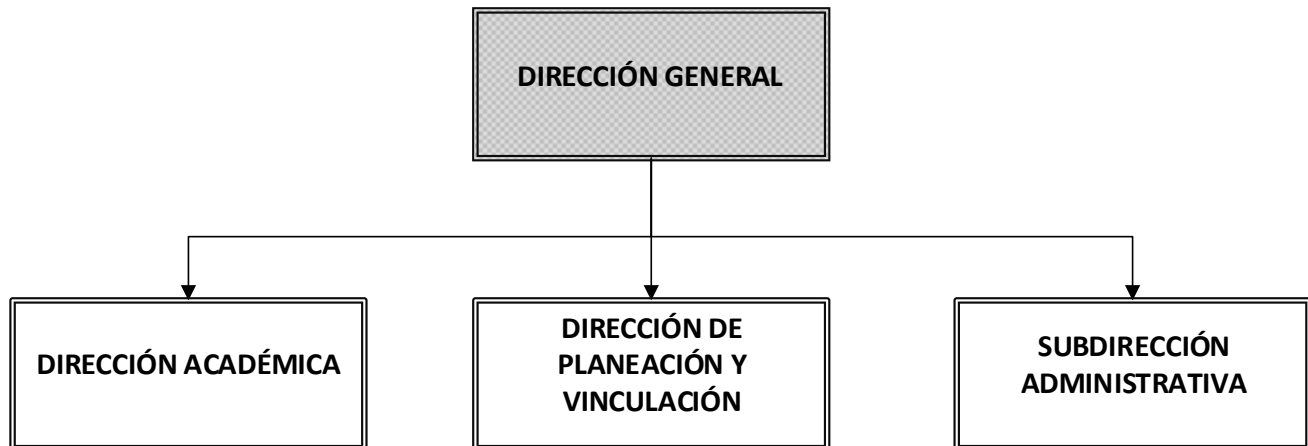 DIRECCIÓN GENERAL
DIRECCIÓN ACADÉMICA
DIRECCIÓN DE
PLANEACIÓN Y
VINCULACIÓN
SUBDIRECCIÓN
ADMINISTRATIVA